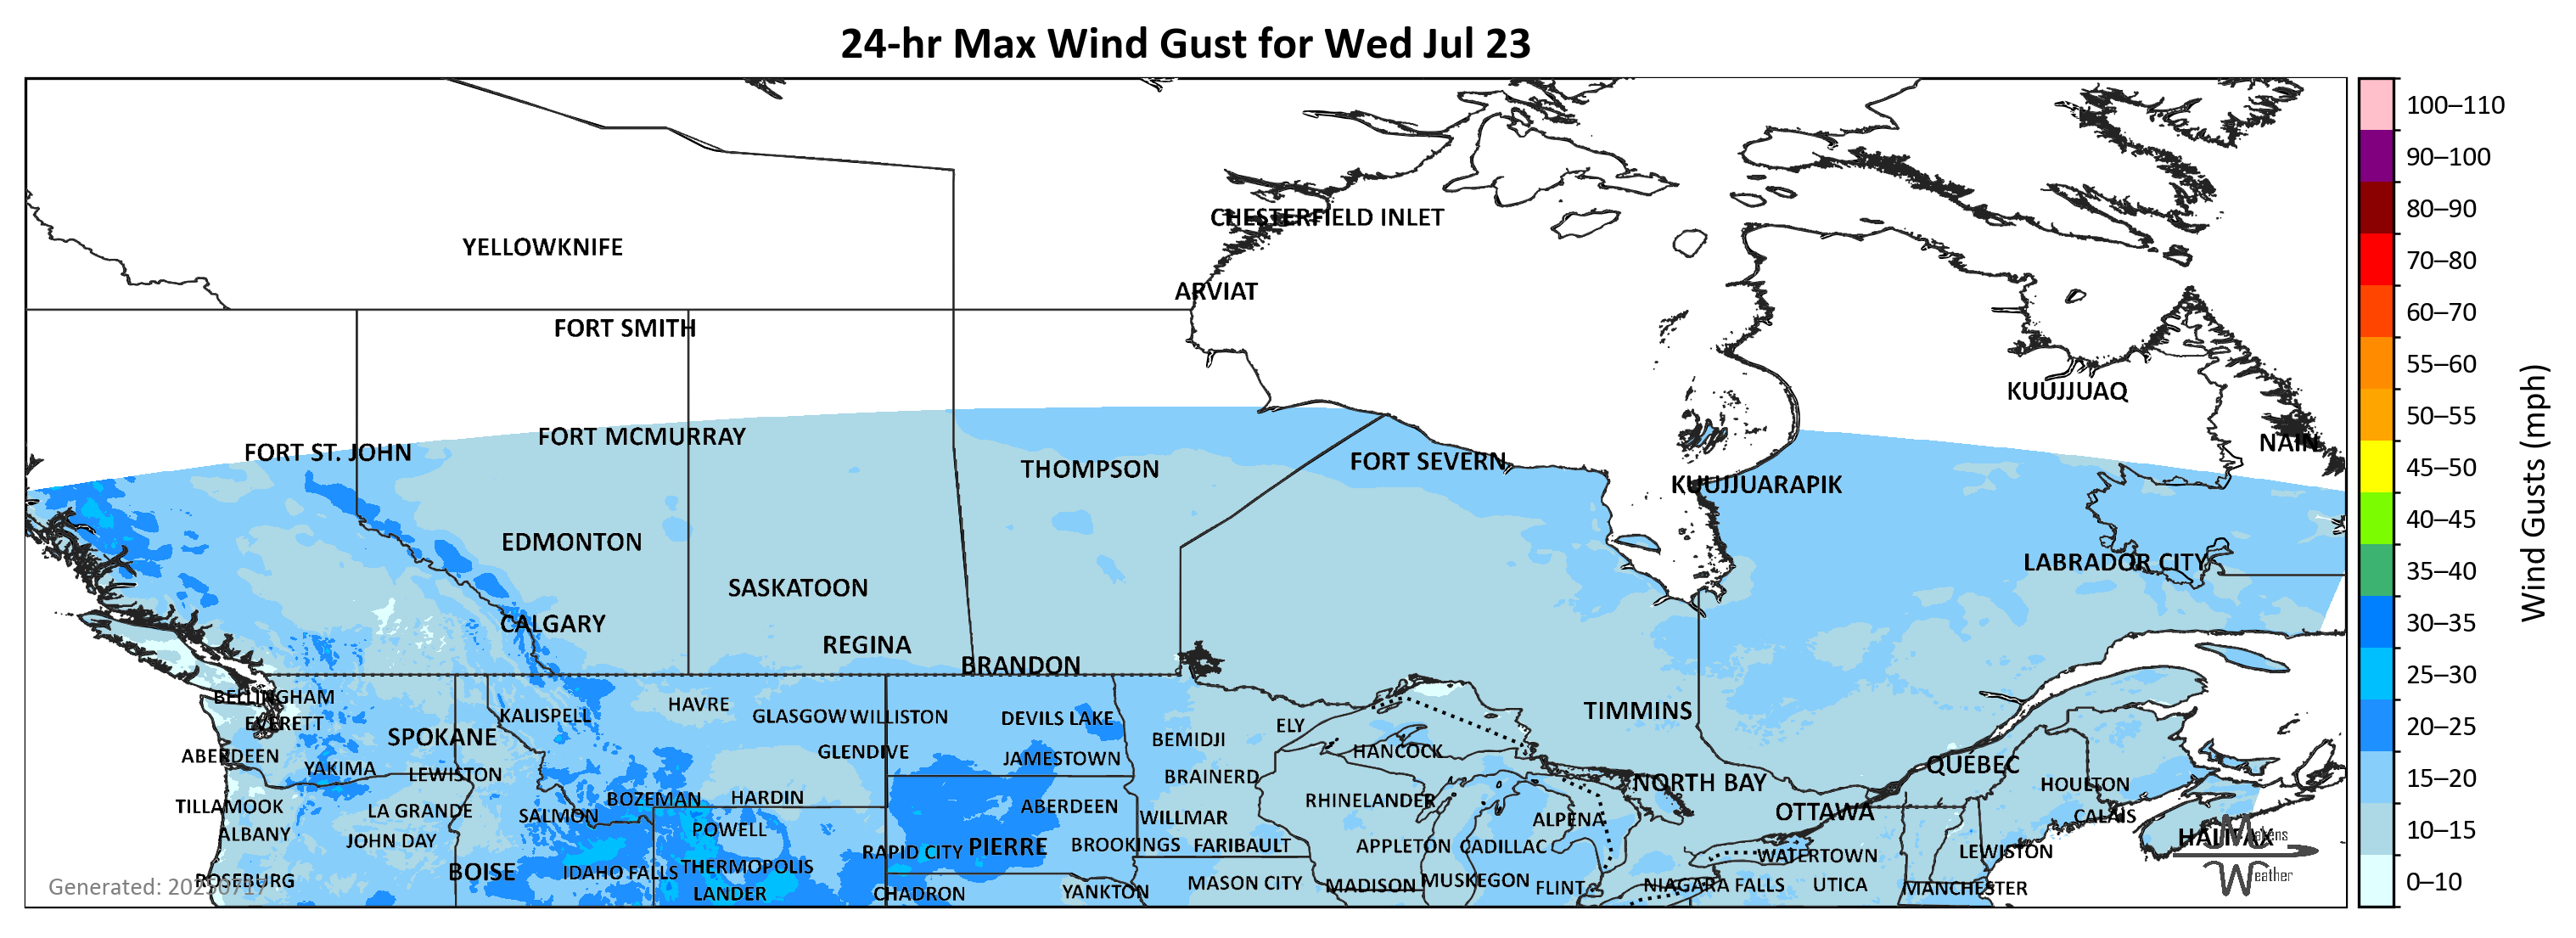 24-hr Max Wind Gust for Wed Jul 23
100–110
90–100
CHESTERFIELD INLET
80–90
YELLOWKNIFE
70–80
ARVIAT
60–70
FORT SMITH
55–60
KUUJJUAQ
50–55
FORT MCMURRAY
NAIN
FORT ST. JOHN
FORT SEVERN
THOMPSON
45–50
KUUJJUARAPIK
40–45
EDMONTON
LABRADOR CITY
35–40
Wind Gusts (mph)
SASKATOON
CALGARY
30–35
REGINA
BRANDON
25–30
BELLINGHAM
HAVRE
TIMMINS
KALISPELL
GLASGOW
WILLISTON
DEVILS LAKE
EVERETT
ELY
20–25
SPOKANE
BEMIDJI
GLENDIVE
HANCOCK
ABERDEEN
JAMESTOWN
QUÉBEC
YAKIMA
LEWISTON
BRAINERD
15–20
NORTH BAY
HOULTON
BOZEMAN
HARDIN
RHINELANDER
TILLAMOOK
LA GRANDE
ABERDEEN
OTTAWA
SALMON
WILLMAR
ALPENA
CALAIS
10–15
POWELL
ALBANY
HALIFAX
JOHN DAY
PIERRE
BROOKINGS
FARIBAULT
APPLETON
CADILLAC
RAPID CITY
LEWISTON
WATERTOWN
THERMOPOLIS
BOISE
IDAHO FALLS
Weather
0–10
ROSEBURG
MASON CITY
MADISON
MUSKEGON
FLINT
NIAGARA FALLS
UTICA
MANCHESTER
LANDER
CHADRON
YANKTON